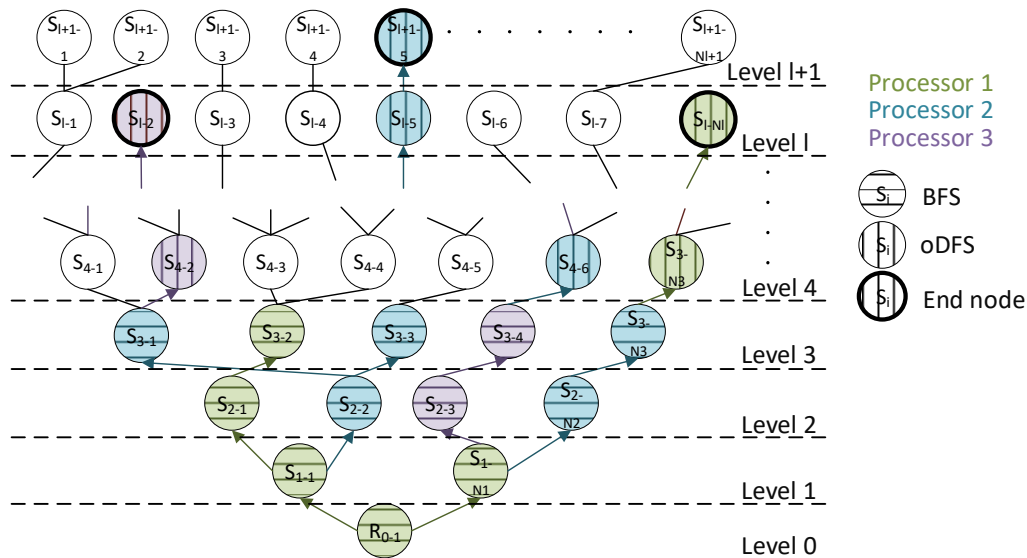 S l+1-1 S l+1-2 S l+1-3 S l+1-4 S l+1-5 . . . . . . . S l+1-Nl+1
Level l+1
S l-1 S l-2 S l-3 S l-4 S l-5 S l-6 S l-7 S l-Nl
Level l
S4-1 S4-2 S4-3 S4-4 S4-5 S4-6 S3-N3
Level 4
S3-1 S3-2 S3-3 S3-4 S3-N3
Level 3
S2-1 S2-2 S2-3 S2-N2
Level 2
S1-1 S1-N1
Level 1
R0-1
Level 0
Processor 1
Processor 2
Processor 3
Si BFS
Si oDFS
Si End node